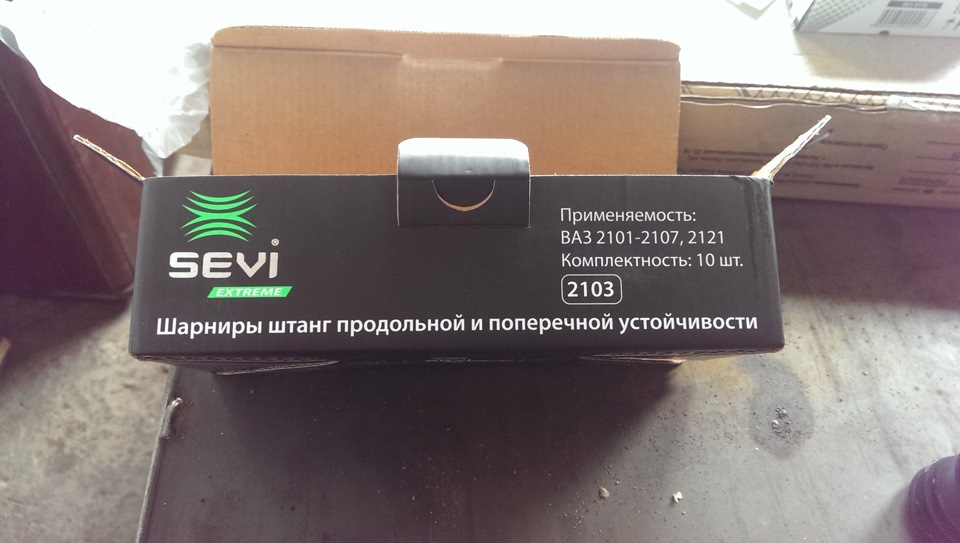 SEVI®
EXTREME
Применяемость:
ВАЗ 2101-2107, 2121
Комплектность: 10 шт.
2103
Шарниры штанг продольной и поперечной устойчивости